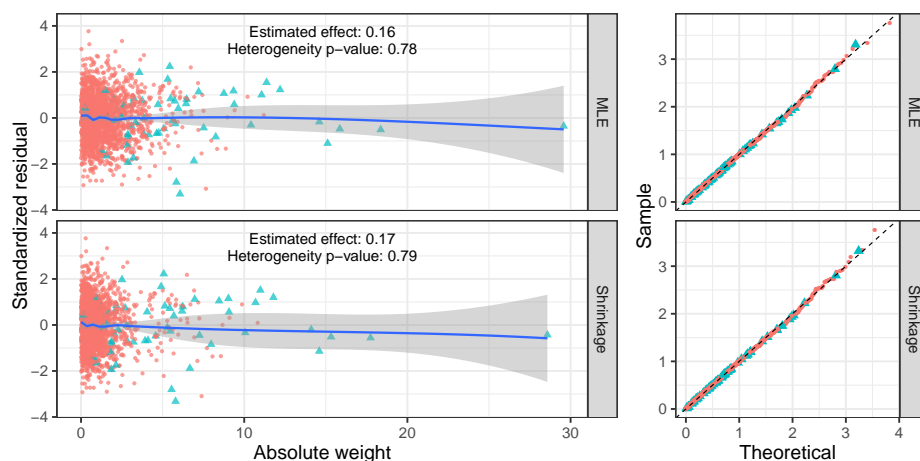 Standardized residual
4
2
0
−2
−4
Estimated effect: 0.16
Heterogeneity p−value: 0.78
MLE
4
2
0
−2
−4
Estimated effect: 0.17
Heterogeneity p−value: 0.79
Shrinkage
0
10
20
30
Absolute weight
Sample
3
2
1
0
MLE
3
2
1
0
Shrinkage
0
1
2
3
4
Theoretical